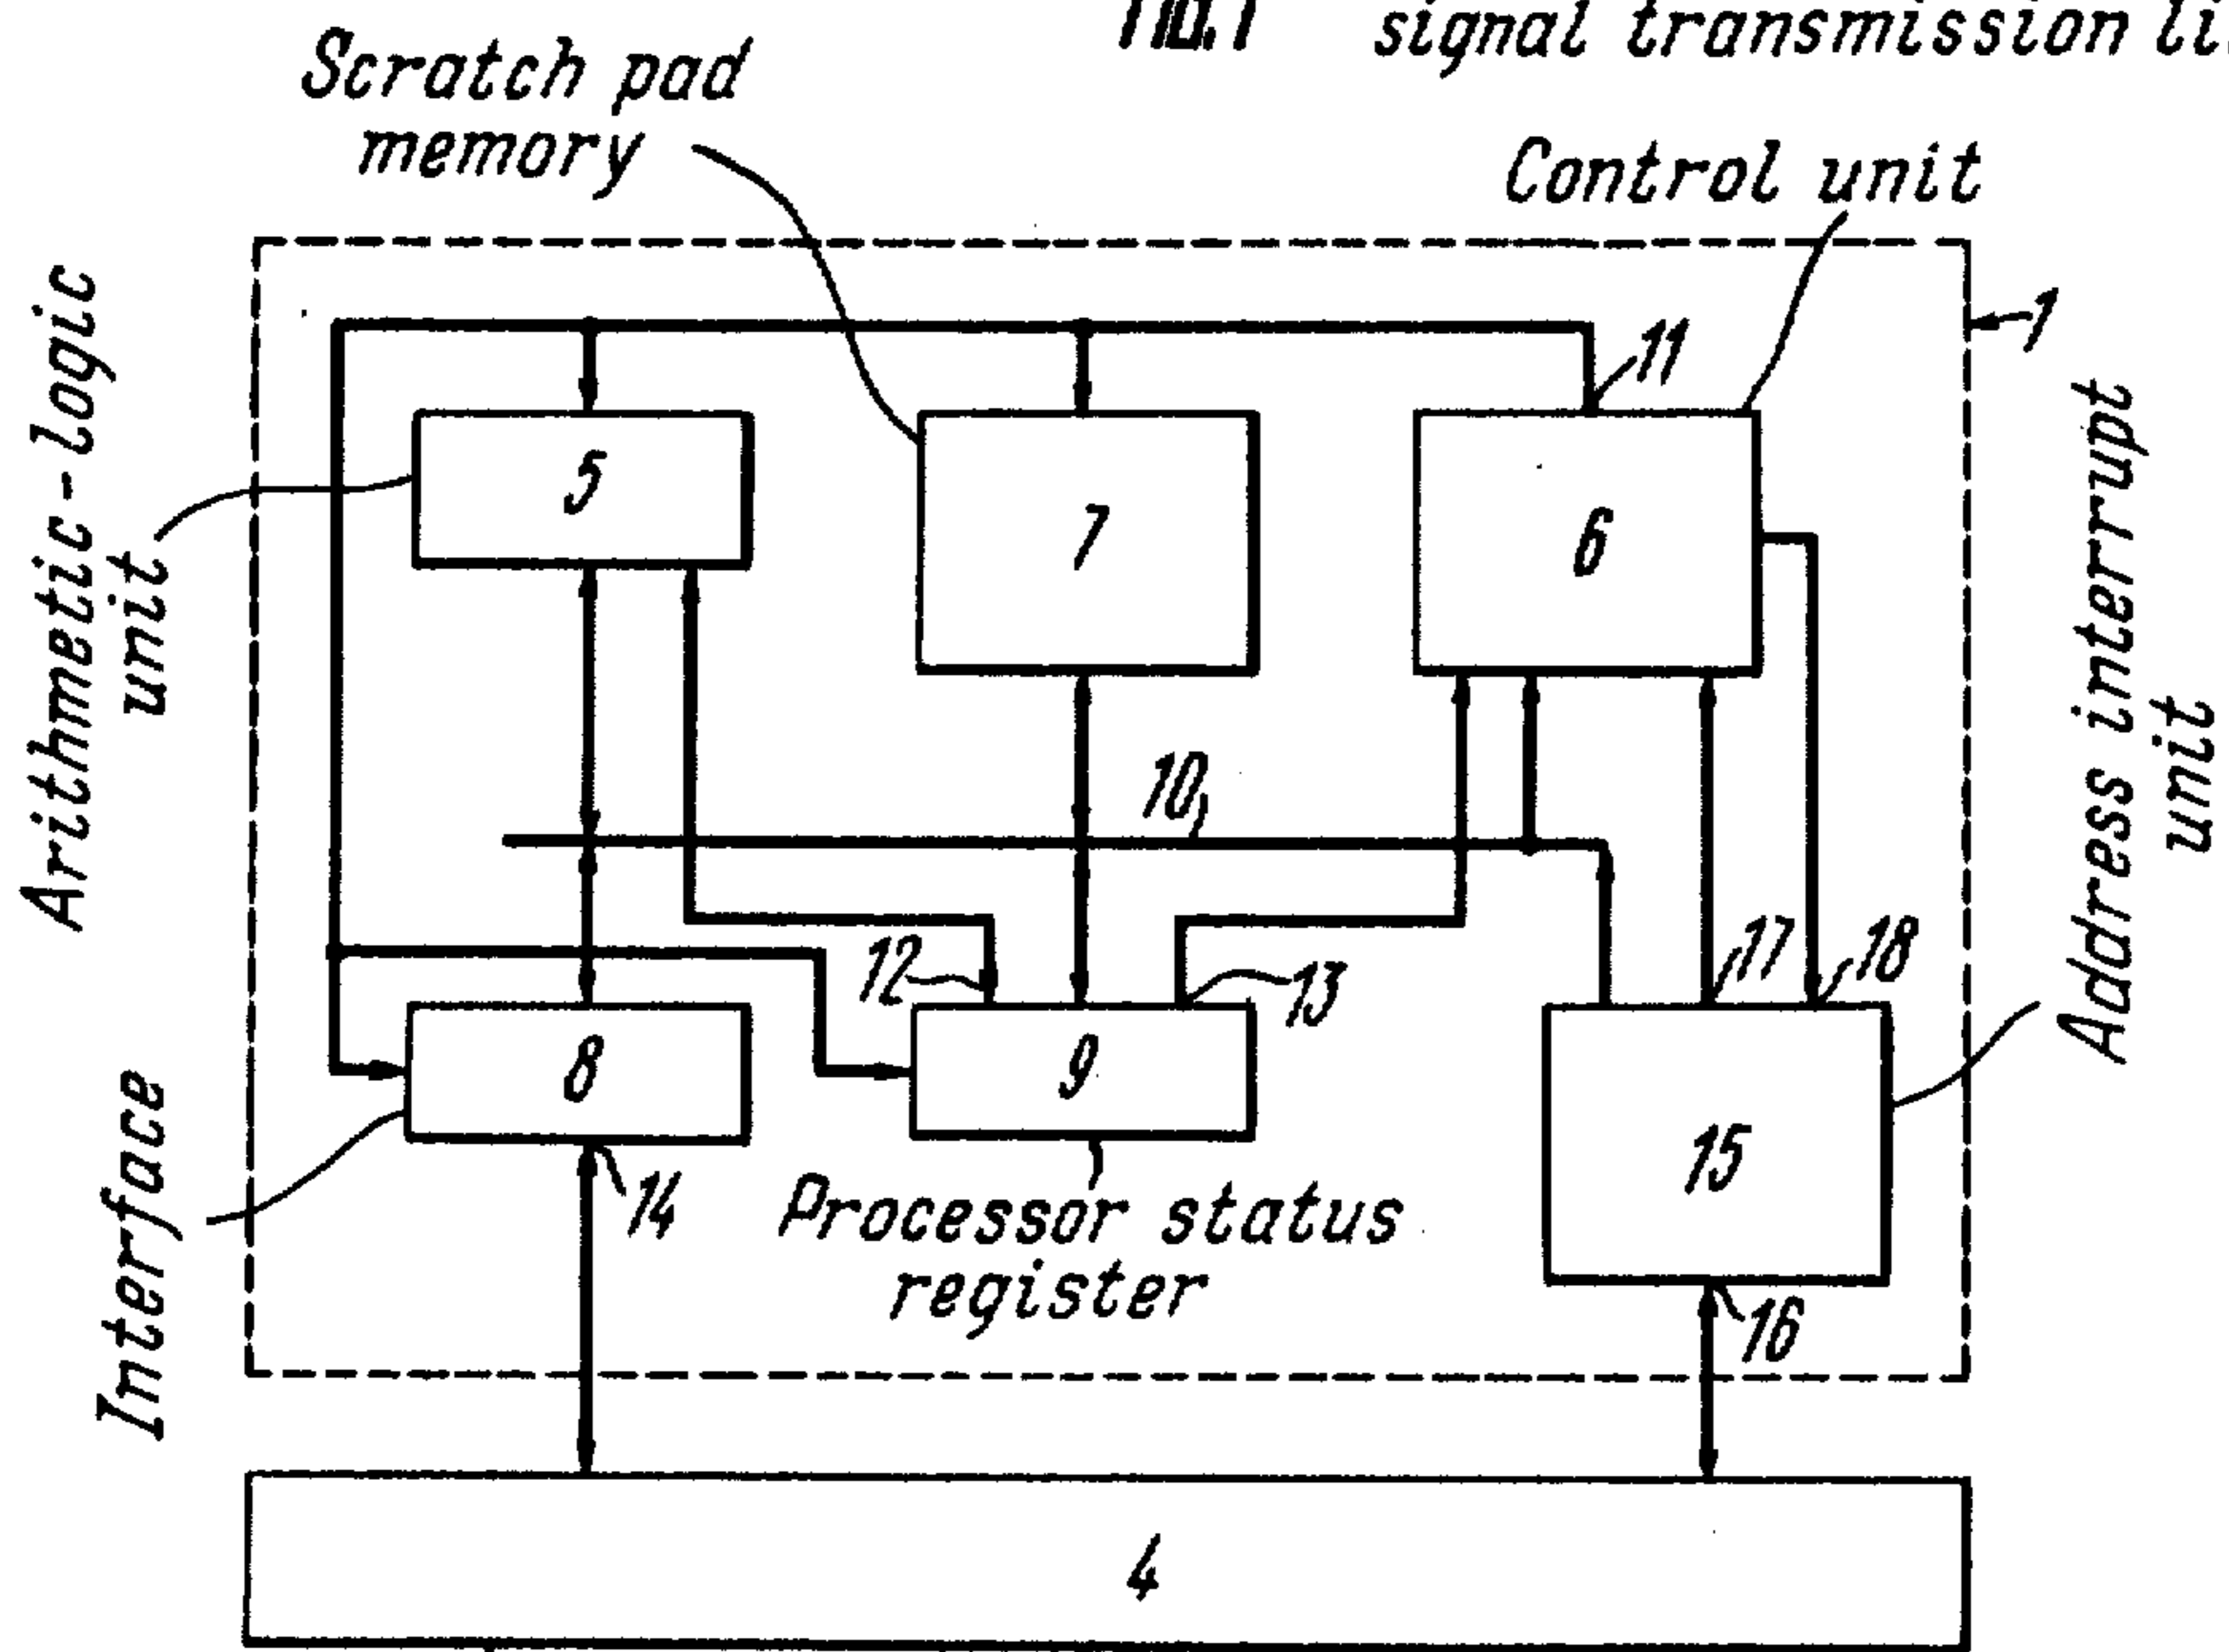 signal transmission
Scratch pad
memory
Control unit
1
11
Arithmetic-Logic
unit
5
7
6
Address interrupt
unit
10
12
13
17
18
8
9
15
Interface
14
Processor status
register
16
4